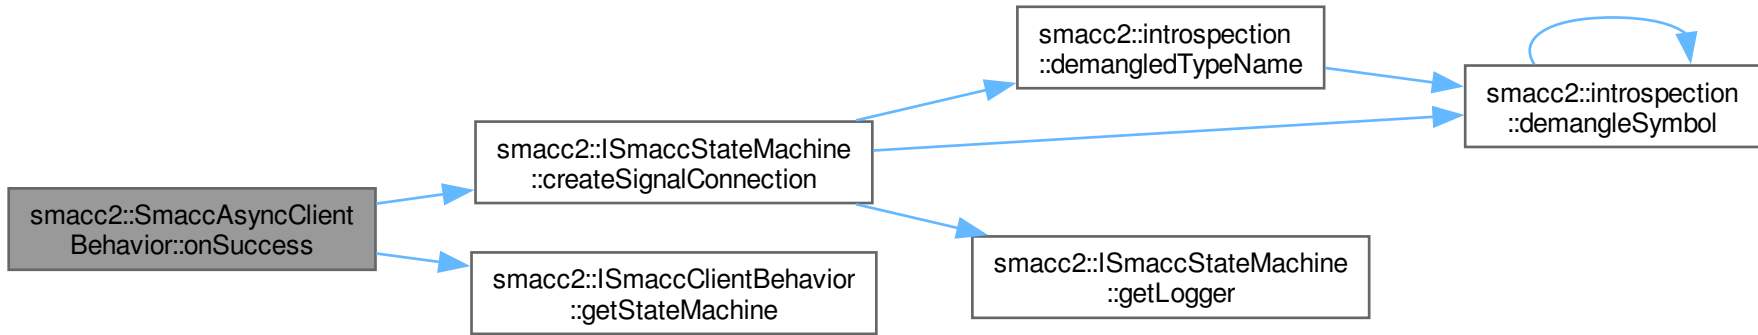 smacc2::SmaccAsyncClient
Behavior::onSuccess
smacc2::ISmaccStateMachine
::createSignalConnection
smacc2::ISmaccClientBehavior
::getStateMachine
smacc2::introspection
::demangledTypeName
smacc2::ISmaccStateMachine
::getLogger
smacc2::introspection
::demangleSymbol